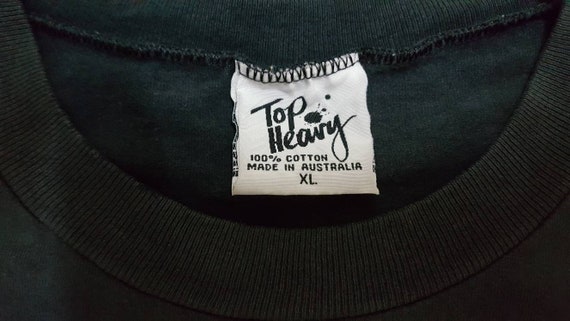 Top
Heavy
100% COTTON
MADE IN AUSTRALIA
XL.